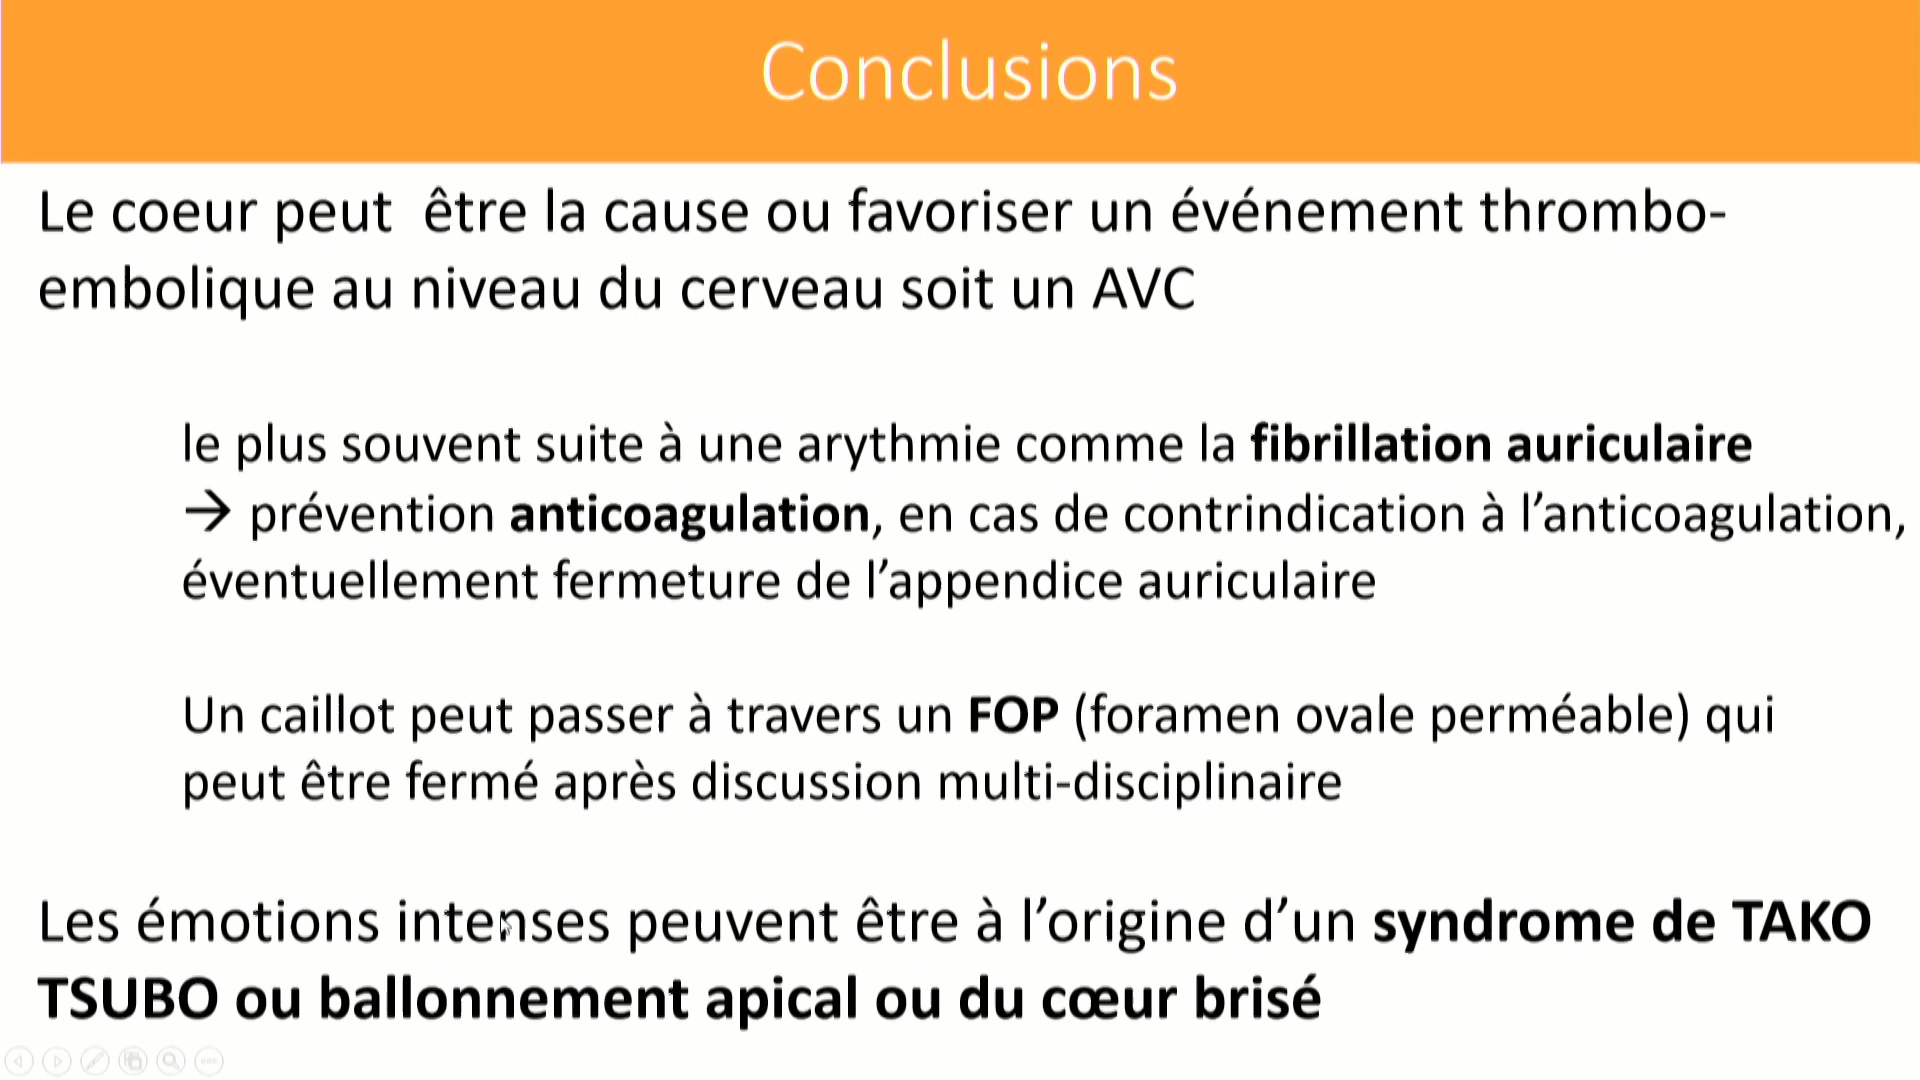 Conclusions
Le coeur peut  être la cause ou favoriser un événement thrombo-
embolique au niveau du cerveau soit un AVC
le plus souvent suite à une arythmie comme la fibrillation auriculaire
→ prévention anticoagulation, en cas de contrindication à l’anticoagulation,
éventuellement fermeture de l’appendice auriculaire
Un caillot peut passer à travers un FOP (foramen ovale perméable) qui
peut être fermé après discussion multi-disciplinaire
Les émotions intenses peuvent être à l’origine d’un syndrome de TAKO
TSUBO ou ballonnement apical ou du cœur brisé